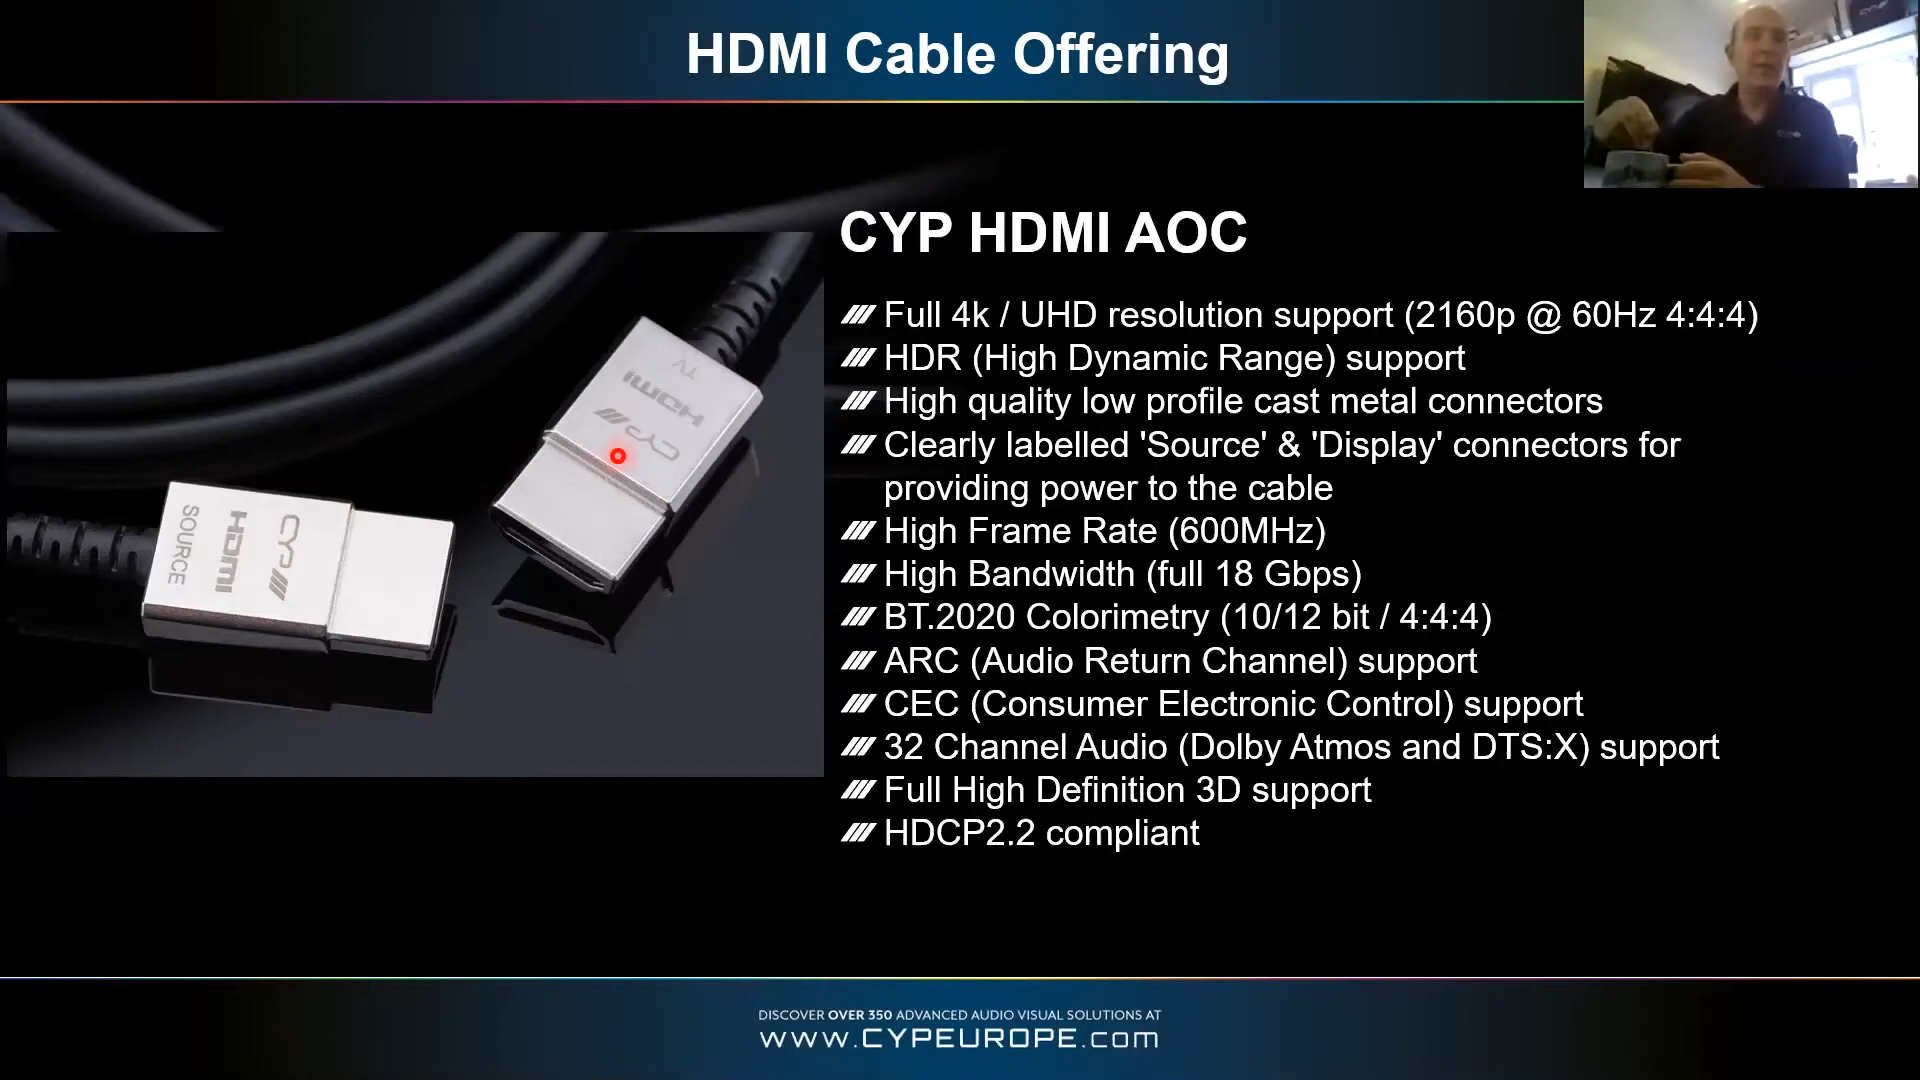 HDMI Cable Offering
CYP HDMI AOC
Full 4k / UHD resolution support (2160p @ 60Hz 4:4:4)
HDR (High Dynamic Range) support
High quality low profile cast metal connectors
Clearly labelled 'Source' & 'Display' connectors for
providing power to the cable
High Frame Rate (600MHz)
High Bandwidth (full 18 Gbps)
BT.2020 Colorimetry (10/12 bit / 4:4:4)
ARC (Audio Return Channel) support
CEC (Consumer Electronic Control) support
32 Channel Audio (Dolby Atmos and DTS:X) support
Full High Definition 3D support
HDCP2.2 compliant
TV
HDMI
CYP
SOURCE
HDMI
CYP
DISCOVER OVER 350 ADVANCED AUDIO VISUAL SOLUTIONS AT
WWW.CYPEUROPE.com